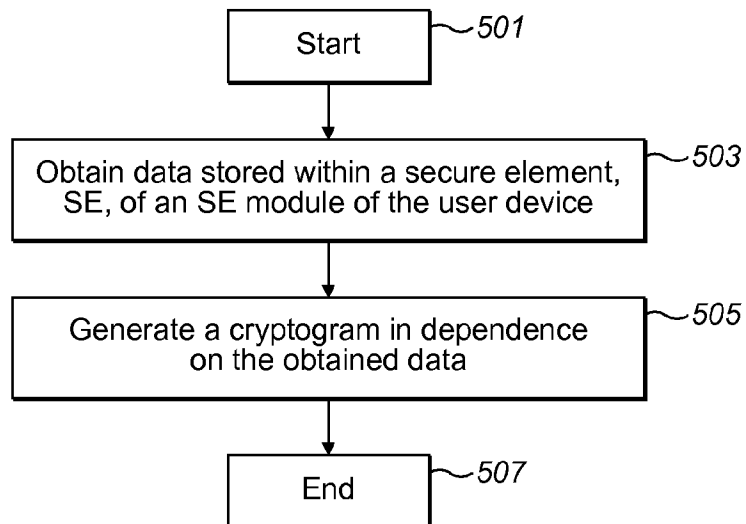 Start
501
Obtain data stored within a secure element,
SE, of an SE module of the user device
503
Generate a cryptogram in dependence
on the obtained data
505
End
507